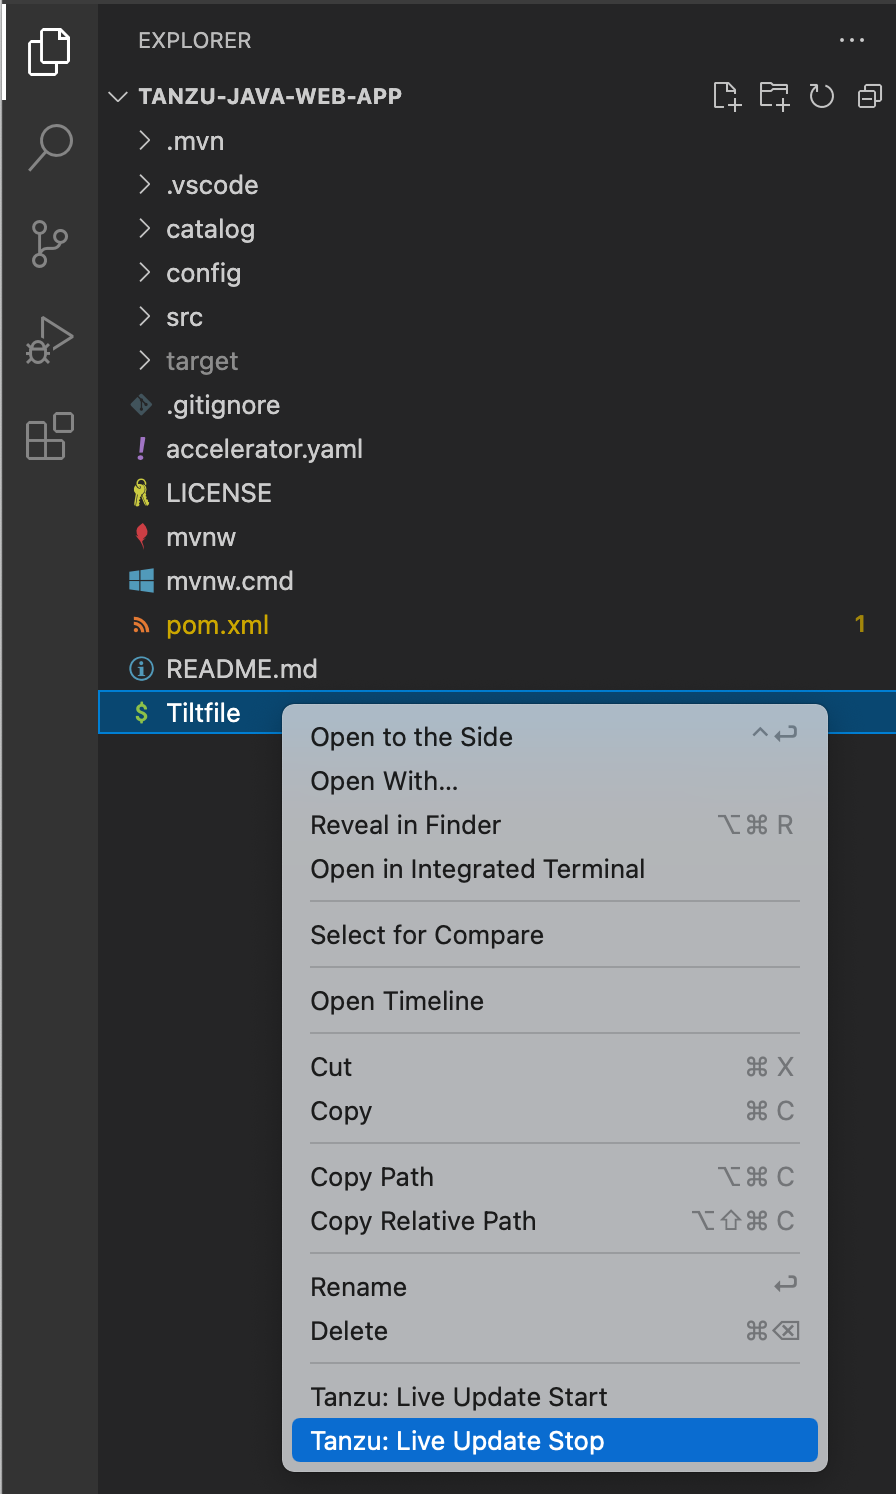 EXPLORER
TANZU-JAVA-WEB-APP
.mvn
.vscode
catalog
config
src
target
.gitignore
accelerator.yaml
LICENSE
mvnw
mvnw.cmd
pom.xml 1
README.md
$ Tiltfile
Open to the Side ^↩
Open With...
Reveal in Finder ⌥⌘ R
Open in Integrated Terminal
Select for Compare
Open Timeline
Cut ⌘ X
Copy ⌘ C
Copy Path ⌥⌘ C
Copy Relative Path ⌥⇧⌘ C
Rename ↩
Delete ⌘⌫
Tanzu: Live Update Start
Tanzu: Live Update Stop